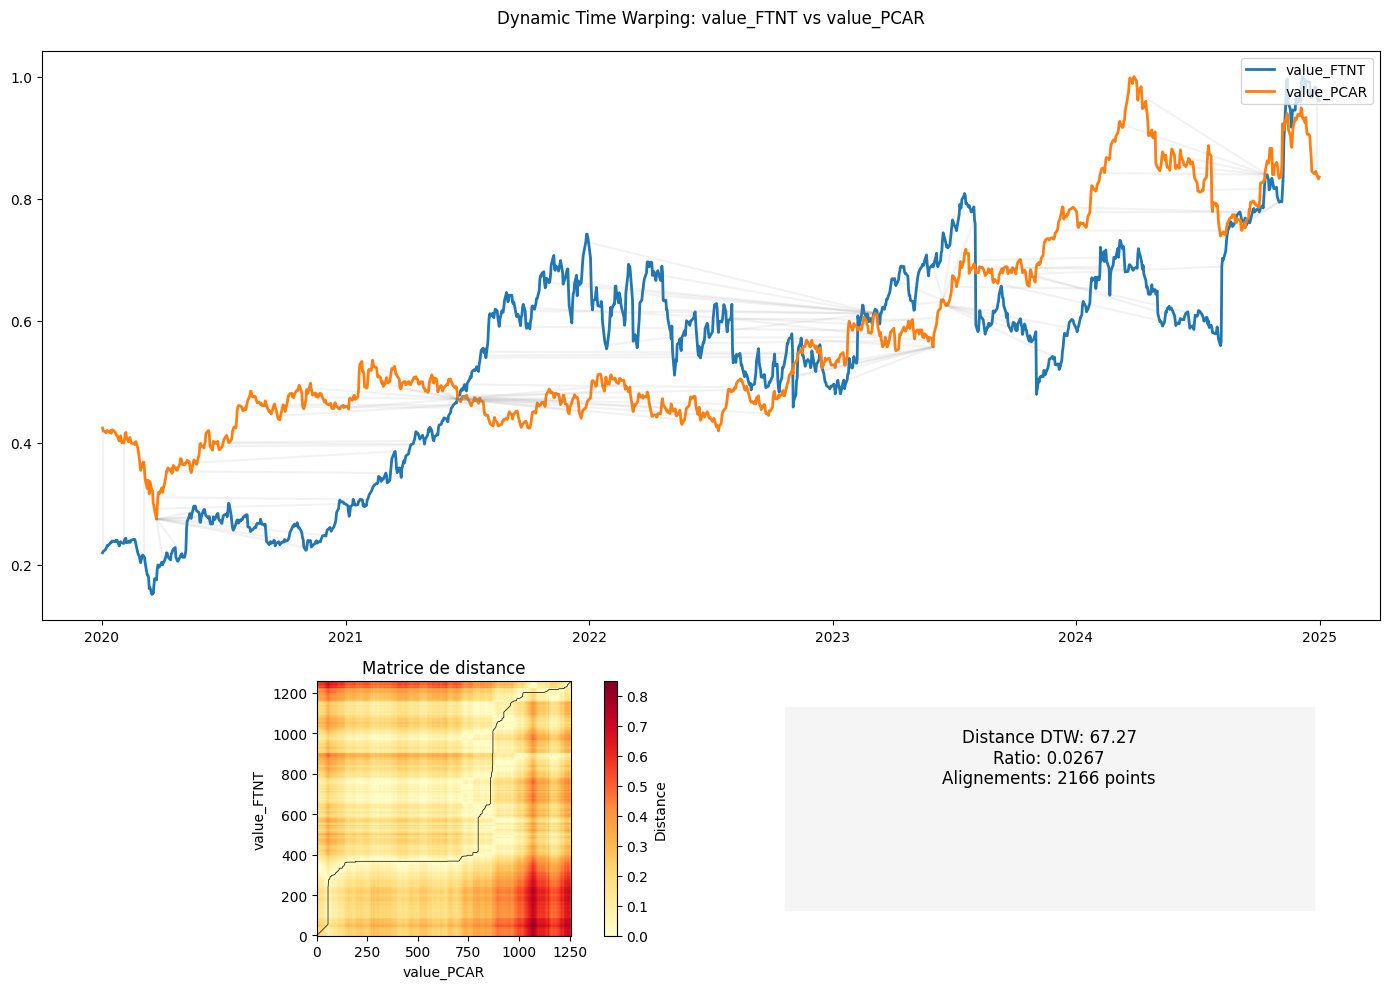 Dynamic Time Warping: value_FTNT vs value_PCAR
value_FTNT
value_PCAR
1.0
0.8
0.6
0.4
0.2
2020 2021 2022 2023 2024 2025
Matrice de distance
value_FTNT
1200
1000
800
600
400
200
0
0 250 500 750 1000 1250
value_PCAR
0.8
0.7
0.6
0.5
0.4
0.3
0.2
0.1
0.0
Distance
Distance DTW: 67.27
Ratio: 0.0267
Alignements: 2166 points